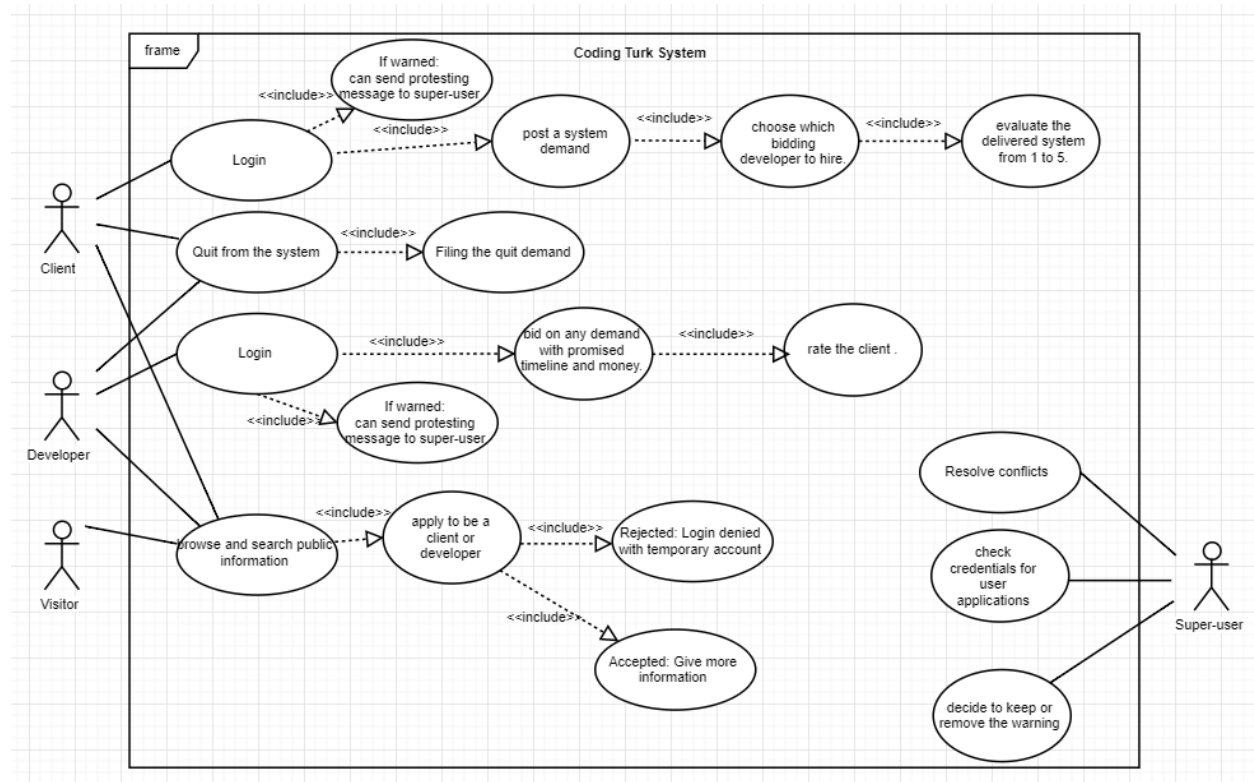 frame
Coding Turk System
If warned:
can send protesting
message to super-user
<<include>>
<<include>>
Login
post a system
demand
<<include>>
choose which
bidding
developer to hire.
<<include>>
evaluate the
delivered system
from 1 to 5.
Client
Quit from the system
<<include>>
Filing the quit demand
Login
<<include>>
bid on any demand
with promised
timeline and money.
<<include>>
rate the client .
<<include>>
If warned:
can send protesting
message to super-user
Developer
Resolve conflicts
browse and search public
information
<<include>>
apply to be a
client or
developer
<<include>>
Rejected: Login denied
with temporary account
Visitor
check
credentials for
user
applications
Super-user
<<include>>
Accepted: Give more
information
decide to keep or
remove the warning